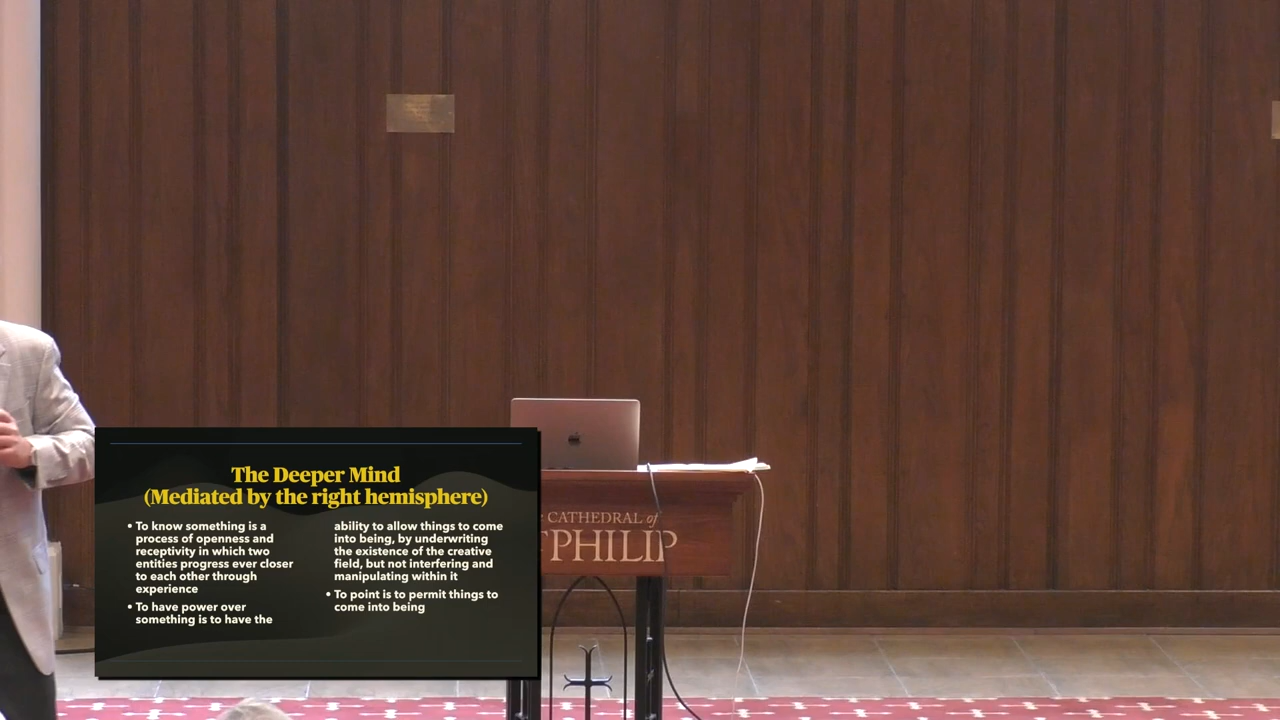 The Deeper Mind
(Mediated by the right hemisphere)
• To know something is a
process of openness and
receptivity in which two
entities progress ever closer
to each other through
experience
• To have power over
something is to have the
ability to allow things to come
into being, by underwriting
the existence of the creative
field, but not interfering and
manipulating within it
• To point is to permit things to
come into being
CATHEDRAL of
PHILIP